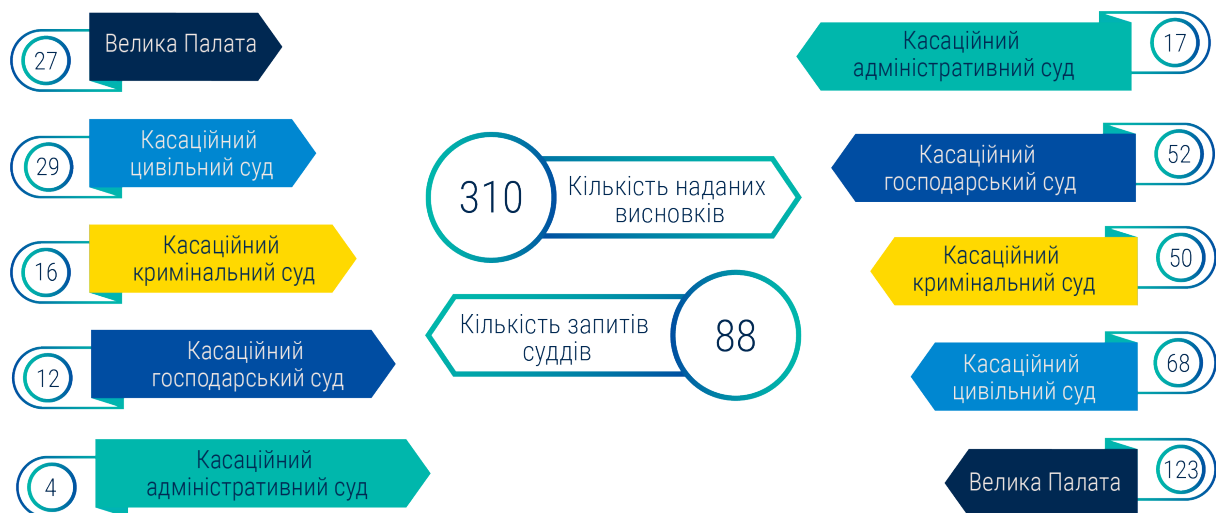 27
Велика Палата
29
Касаційний
цивільний суд
16
Касаційний
кримінальний суд
12
Касаційний
господарський суд
4
Касаційний
адміністративний суд
310
Кількість наданих
висновків
Кількість запитів
суддів
88
Касаційний
адміністративний суд
17
Касаційний
господарський суд
52
Касаційний
кримінальний суд
50
Касаційний
цивільний суд
68
Велика Палата
123